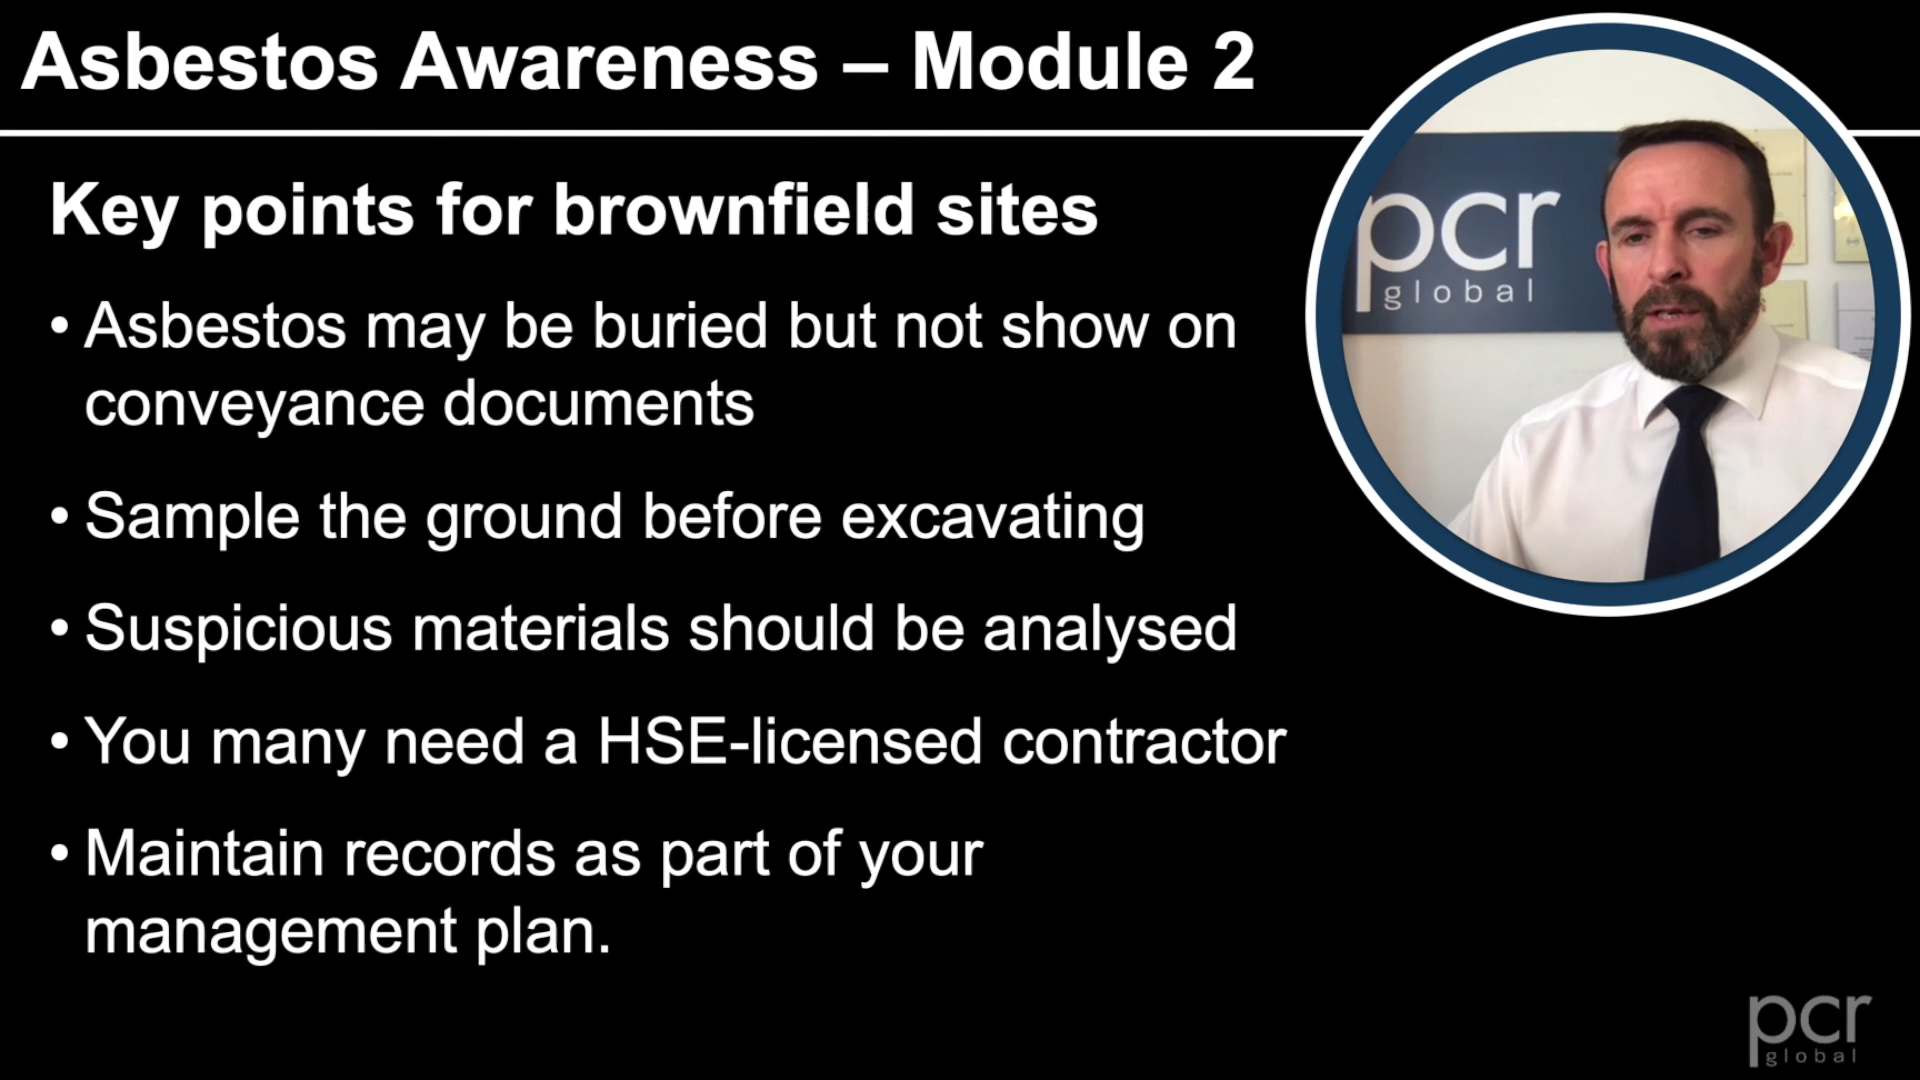 Asbestos Awareness – Module 2
Key points for brownfield sites
• Asbestos may be buried but not show on
conveyance documents
• Sample the ground before excavating
• Suspicious materials should be analysed
• You many need a HSE-licensed contractor
• Maintain records as part of your
management plan.
pcr
global
pcr
global